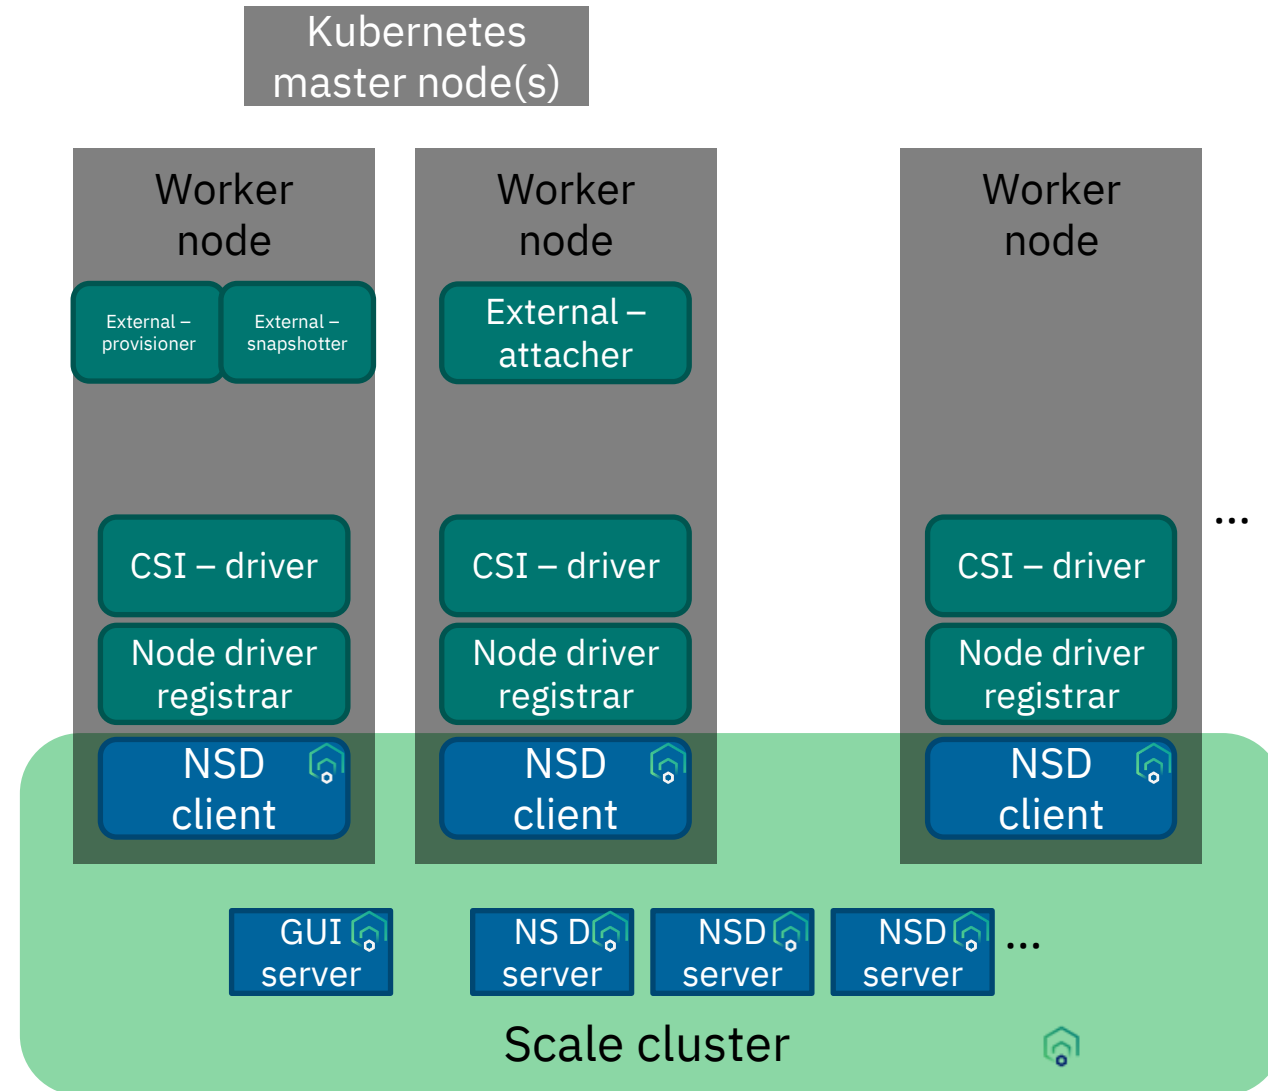 Kubernetes
master node(s)
Worker
node
External –
provisioner
External –
snapshotter
CSI – driver
Node driver
registrar
NSD
client
Worker
node
External –
attacher
CSI – driver
Node driver
registrar
NSD
client
Worker
node
CSI – driver
Node driver
registrar
NSD
client
...
GUI
server
NS D
server
NSD
server
NSD
server
...
Scale cluster